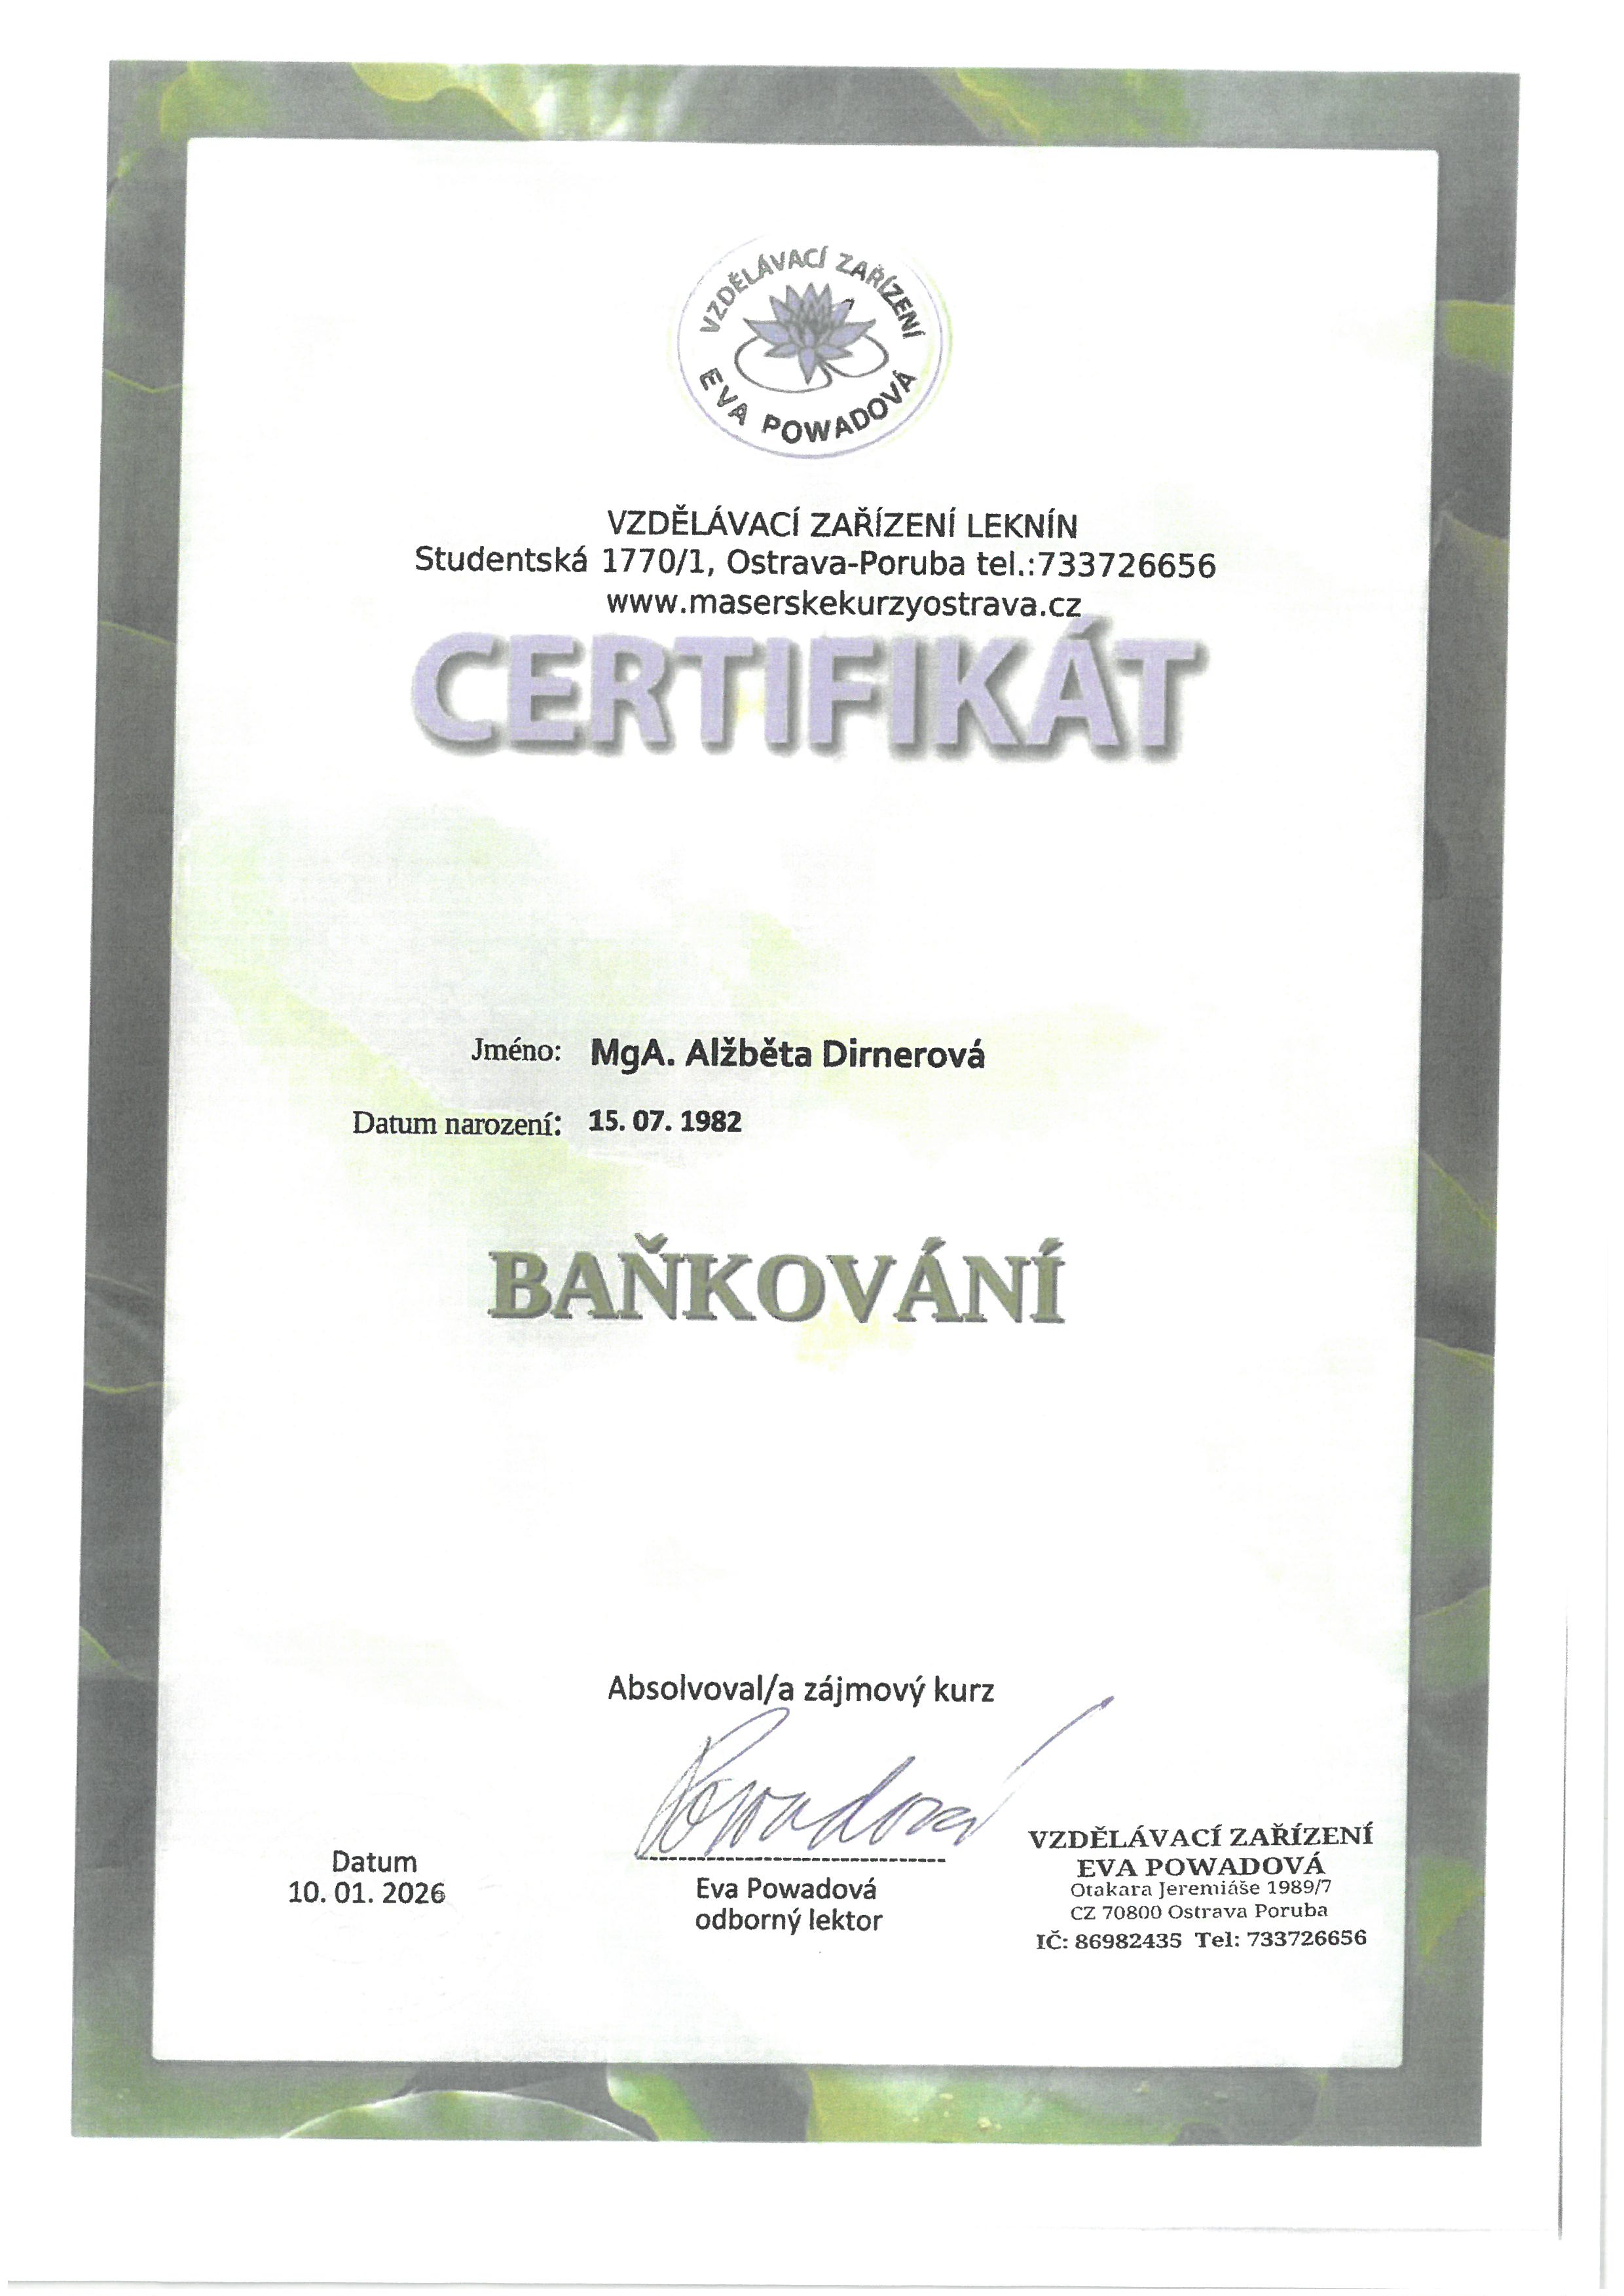 VZDĚLÁVACÍ ZAŘÍZENÍ
EVA POWADOVÁ
VZDĚLÁVACÍ ZAŘÍZENÍ LEKNÍN
Studentská 1770/1, Ostrava-Poruba tel.:733726656
www.maserskekurzyostrava.cz
CERTIFIKÁT
Jméno: MgA. Alžběta Dirnerová
Datum narození: 15. 07. 1982
BAŇKOVÁNÍ
Absolvoval/a zájmový kurz
Powadová
Datum
10. 01. 2026
Eva Powadová
odborný lektor
VZDĚLÁVACÍ ZAŘÍZENÍ
EVA POWADOVÁ
Otakara Jeremiáše 1989/7
CZ 70800 Ostrava Poruba
IČ: 86982435 Tel: 733726656